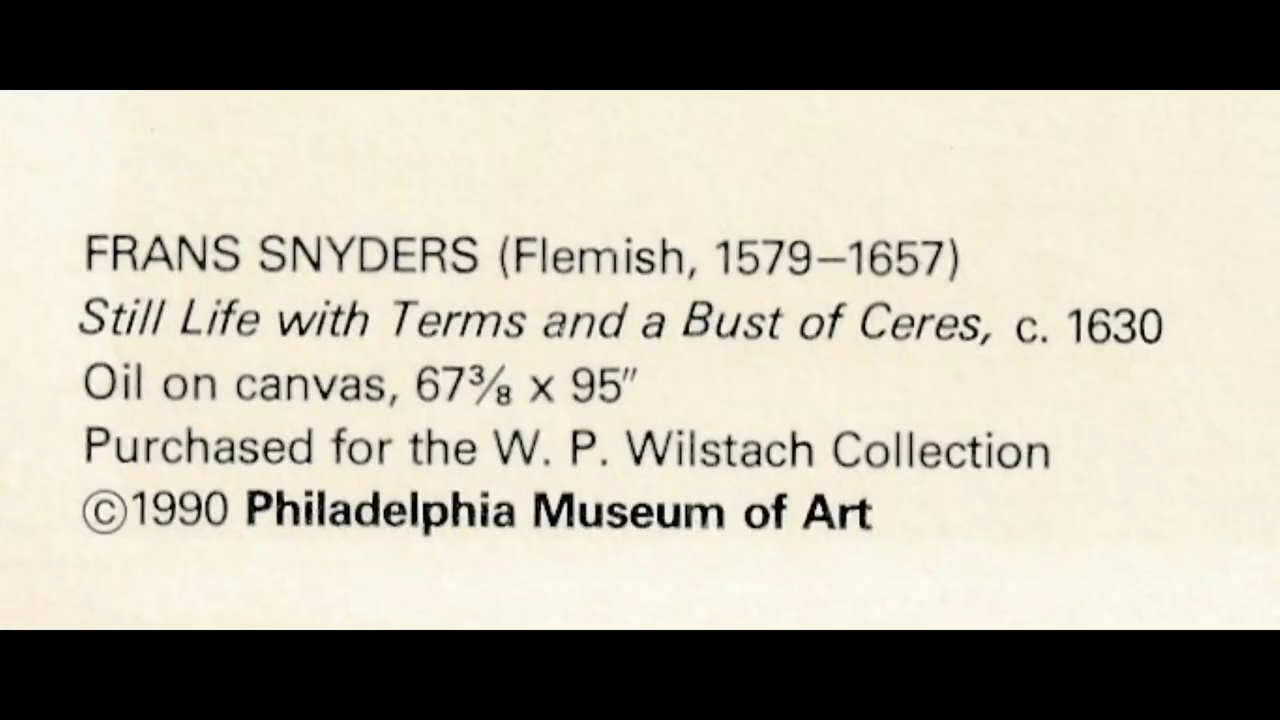 FRANS SNYDERS (Flemish, 1579–1657)
Still Life with Terms and a Bust of Ceres, c. 1630
Oil on canvas, 67⅜ x 95″
Purchased for the W. P. Wilstach Collection
©1990 Philadelphia Museum of Art